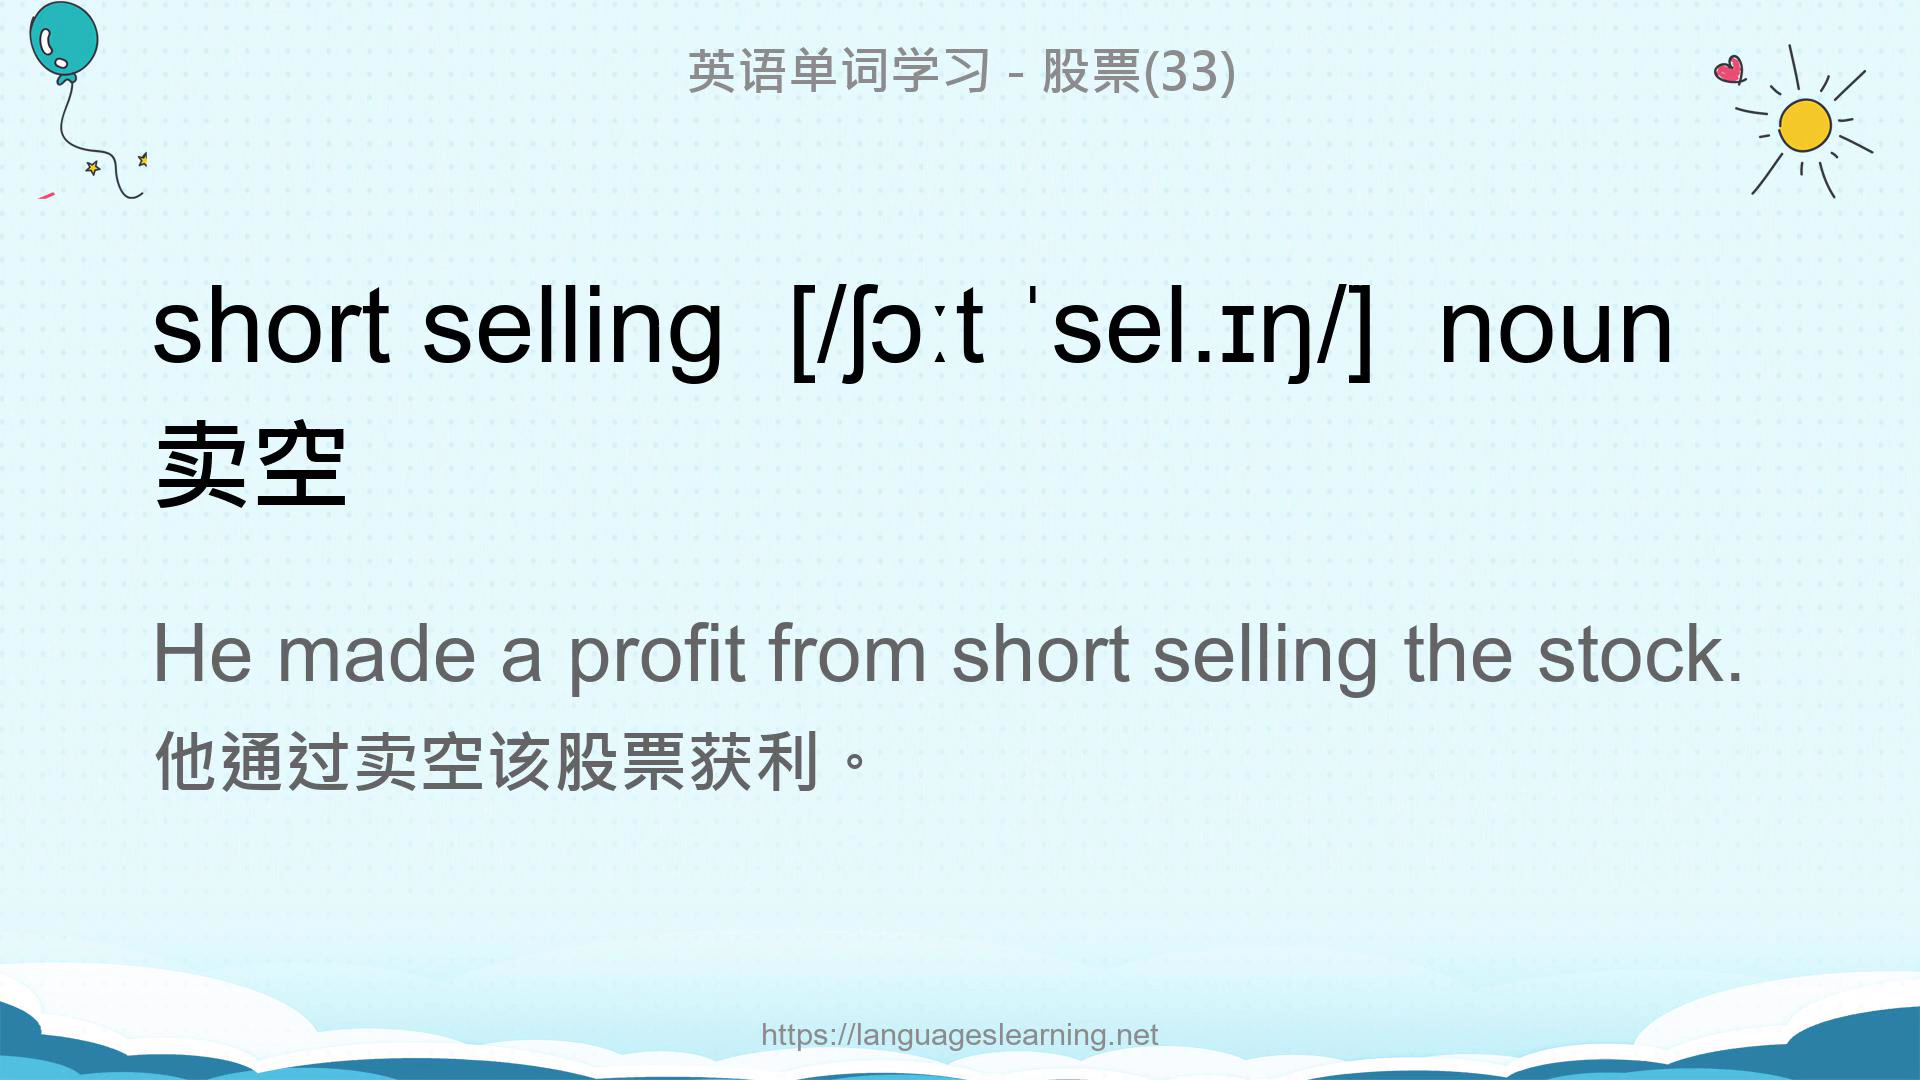 英语单词学习 - 股票(33)
short selling [/ʃɔːt ˈsel.ɪŋ/] noun
卖空
He made a profit from short selling the stock.
他通过卖空该股票获利。
https://languageslearning.net